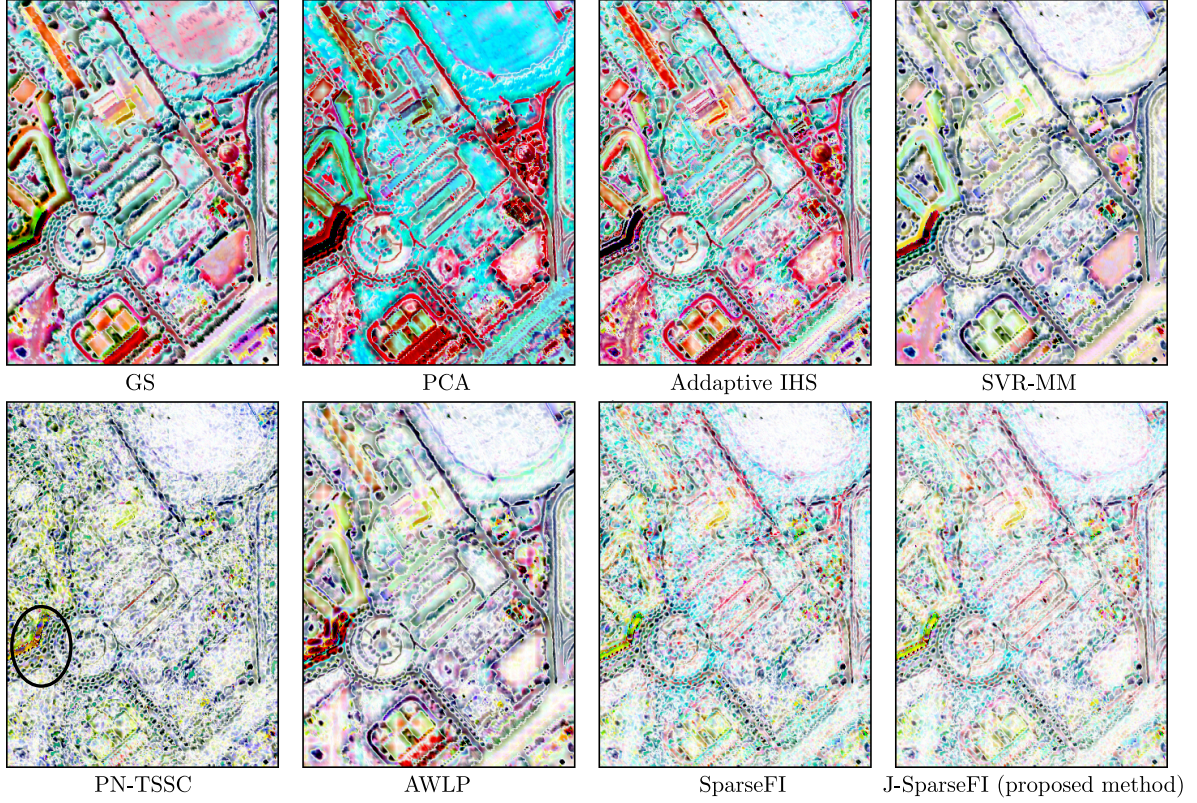 GS
PCA
Addaptive IHS
SVR-MM
PN-TSSC
AWLP
SparseFI
J-SparseFI (proposed method)